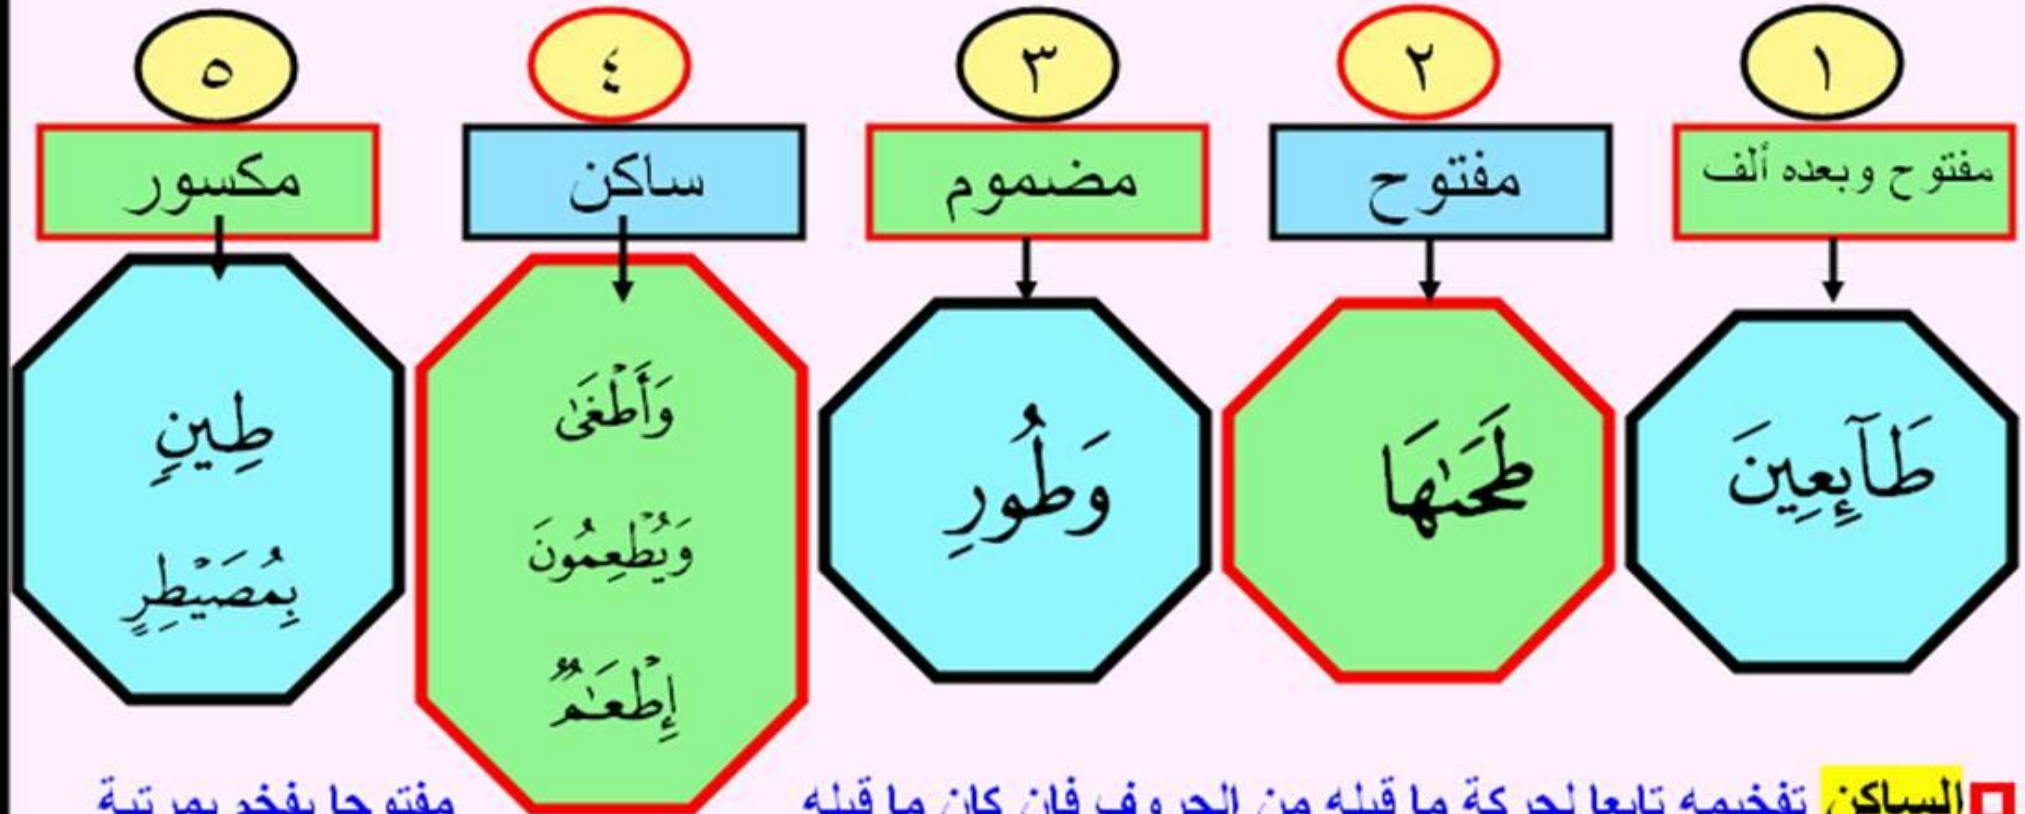 ١ ٢ ٣ ٤ ٥
مفتوح وبعده ألف مفتوح مضموم ساكن مكسور
طَآئِعِينَ طَحَىٰهَا وَطُورِ وَأَطْغَىٰ طِينٍ
وَيُطْعِمُونَ بِمُصَيْطِرٍ
إِطْعَٰمٌ
الساكن تفخيمه تابعا لحركة ما قبله من الحروف فإن كان ما قبله مفتوحا يفخم بمرتبة